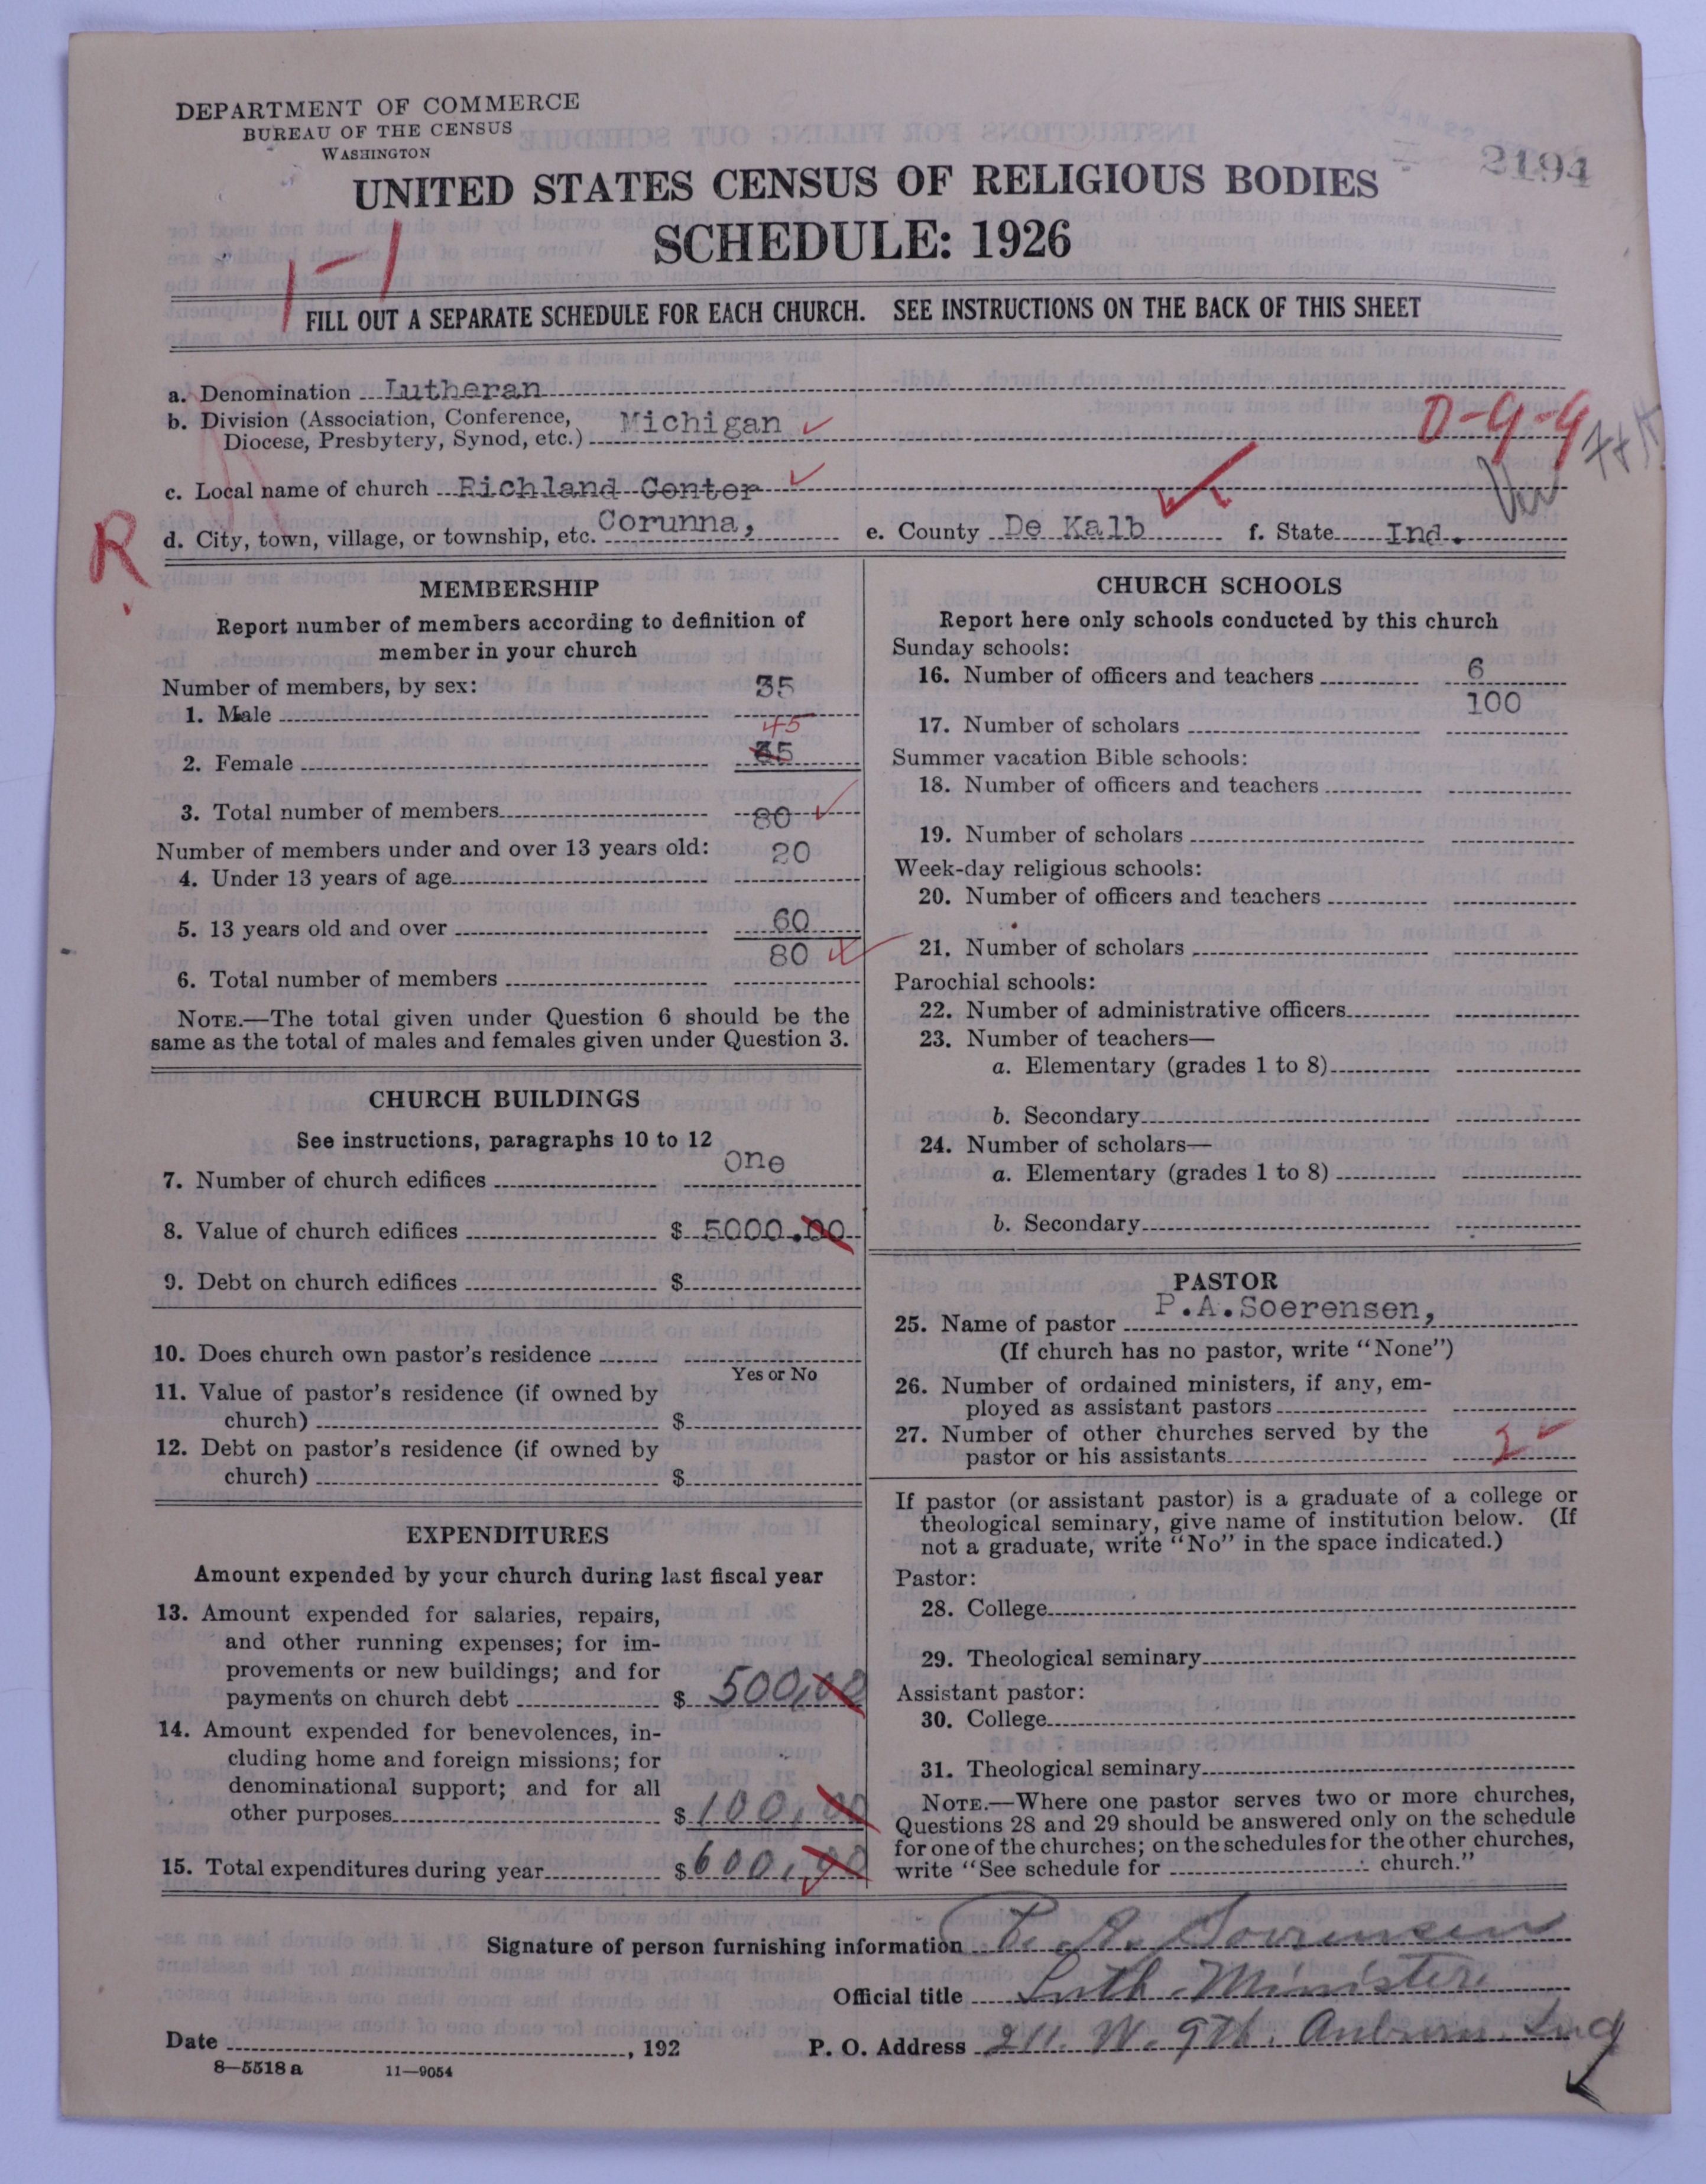 DEPARTMENT OF COMMERCE
BUREAU OF THE CENSUS
WASHINGTON
2194
UNITED STATES CENSUS OF RELIGIOUS BODIES
SCHEDULE: 1926
1-1
FILL OUT A SEPARATE SCHEDULE FOR EACH CHURCH. SEE INSTRUCTIONS ON THE BACK OF THIS SHEET
a. Denomination Lutheran
b. Division (Association, Conference,
Diocese, Presbytery, Synod, etc.) Michigan
0-9-9
c. Local name of church Richland Center
R
d. City, town, village, or township, etc. Corunna, e. County De Kalb f. State Ind.
MEMBERSHIP
Report number of members according to definition of
member in your church
Number of members, by sex:
1. Male 35
45
2. Female 35
3. Total number of members 80
Number of members under and over 13 years old:
4. Under 13 years of age 20
5. 13 years old and over 60
6. Total number of members 80
NOTE.—The total given under Question 6 should be the
same as the total of males and females given under Question 3.
CHURCH BUILDINGS
See instructions, paragraphs 10 to 12
7. Number of church edifices one
8. Value of church edifices $ 5000.00
9. Debt on church edifices $
10. Does church own pastor's residence
Yes or No
11. Value of pastor's residence (if owned by
church) $
12. Debt on pastor's residence (if owned by
church) $
EXPENDITURES
Amount expended by your church during last fiscal year
13. Amount expended for salaries, repairs,
and other running expenses; for im-
provements or new buildings; and for
payments on church debt $ 500,00
14. Amount expended for benevolences, in-
cluding home and foreign missions; for
denominational support; and for all
other purposes $ 100,00
15. Total expenditures during year $ 600,00
CHURCH SCHOOLS
Report here only schools conducted by this church
Sunday schools:
16. Number of officers and teachers 6
17. Number of scholars 100
Summer vacation Bible schools:
18. Number of officers and teachers
19. Number of scholars
Week-day religious schools:
20. Number of officers and teachers
21. Number of scholars
Parochial schools:
22. Number of administrative officers
23. Number of teachers—
a. Elementary (grades 1 to 8)
b. Secondary
24. Number of scholars—
a. Elementary (grades 1 to 8)
b. Secondary
PASTOR
25. Name of pastor P.A.Soerensen,
(If church has no pastor, write "None")
26. Number of ordained ministers, if any, em-
ployed as assistant pastors
27. Number of other churches served by the
pastor or his assistants 2
If pastor (or assistant pastor) is a graduate of a college or
theological seminary, give name of institution below. (If
not a graduate, write "No" in the space indicated.)
Pastor:
28. College
29. Theological seminary
Assistant pastor:
30. College
31. Theological seminary
NOTE.—Where one pastor serves two or more churches,
Questions 28 and 29 should be answered only on the schedule
for one of the churches; on the schedules for the other churches,
write "See schedule for church."
Signature of person furnishing information P. A. Soerensen
Official title Luth. Minister
Date , 192
P. O. Address 211. W. 9th. Auburn. Ind
8—5518 a 11—9054